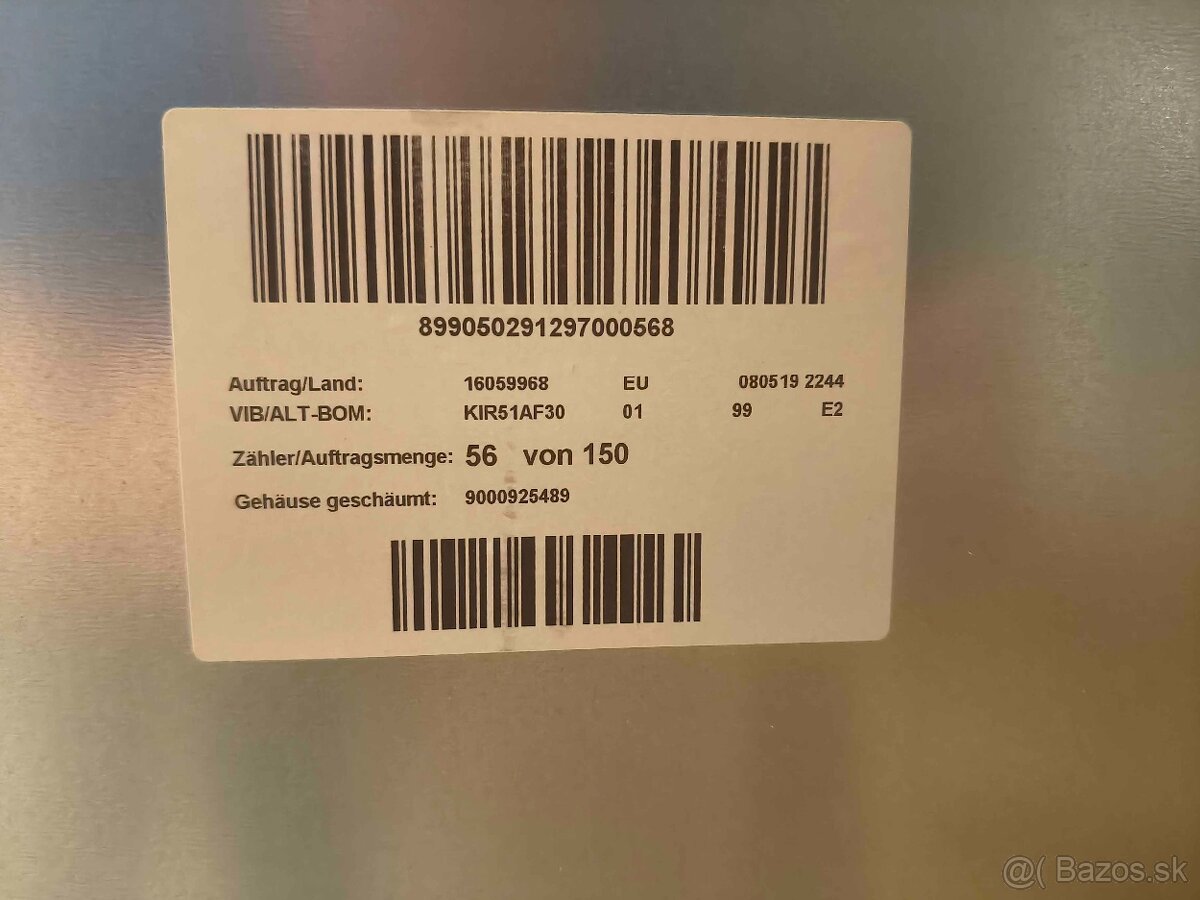 899050291297000568
Auftrag/Land: 16059968 EU 080519 2244
VIB/ALT-BOM: KIR51AF30 01 99 E2
Zähler/Auftragsmenge: 56 von 150
Gehäuse geschäumt: 9000925489
@( Bazos.sk